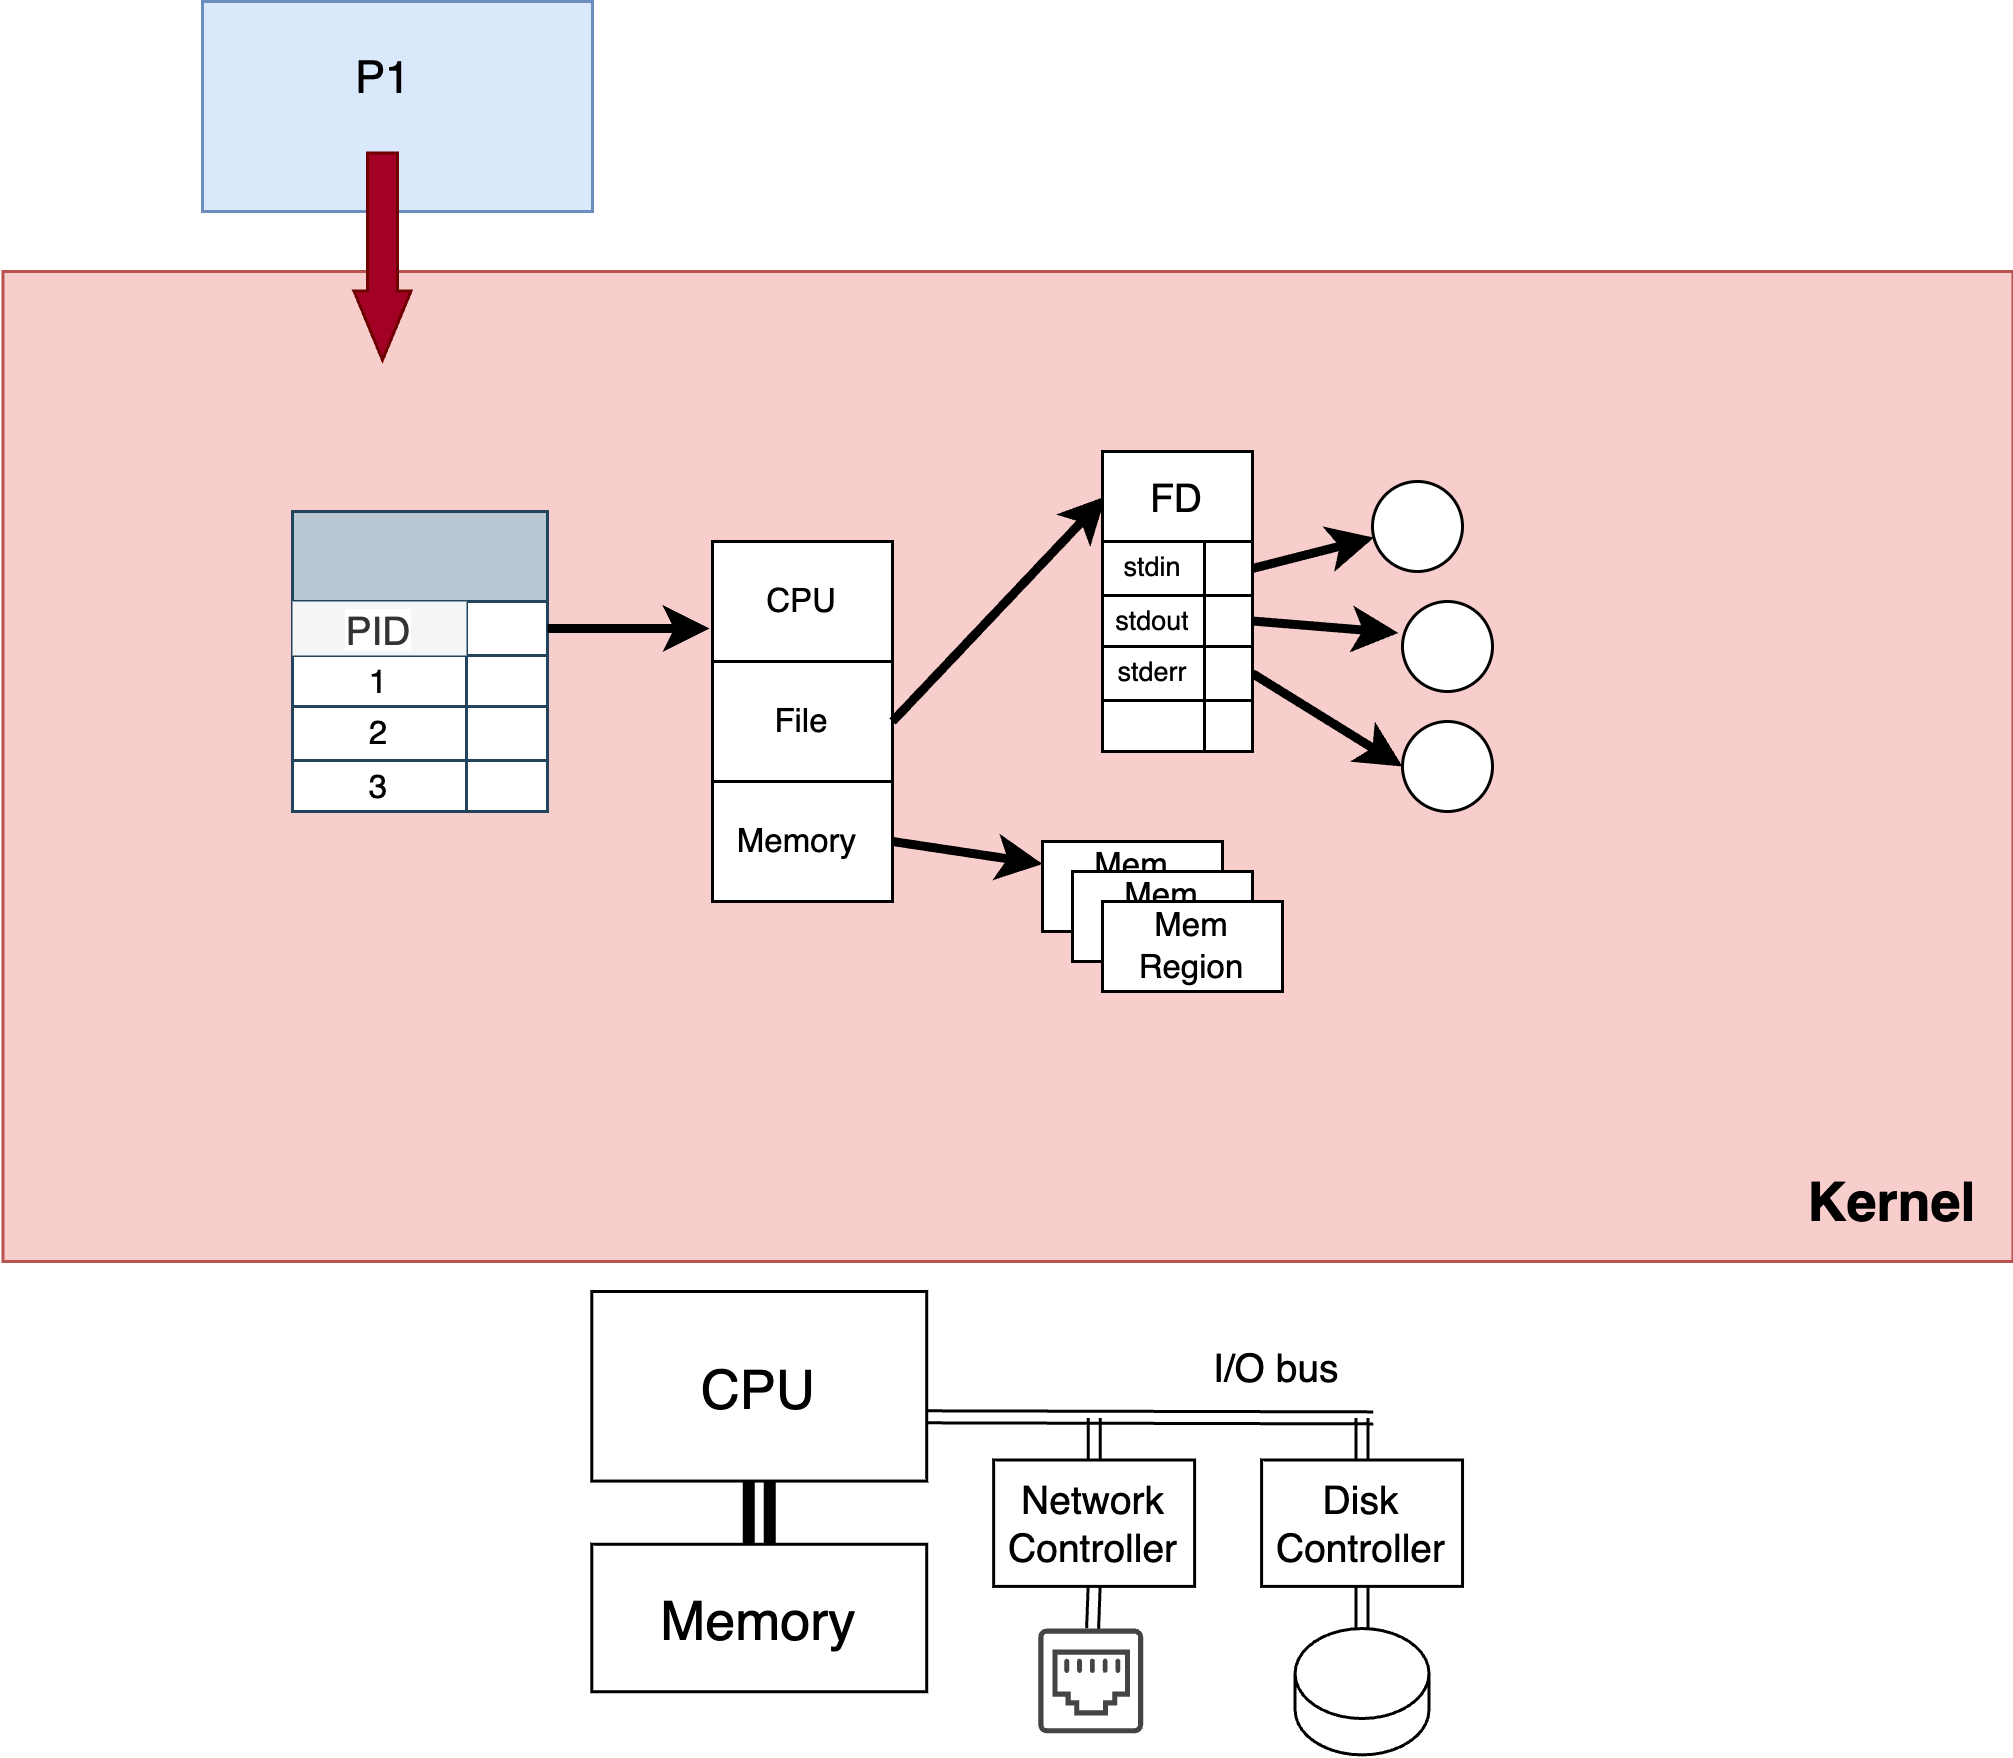 P1
PID
1
2
3
CPU
File
Memory
FD
stdin
stdout
stderr
Mem
Mem
Mem
Region
Kernel
CPU
I/O bus
Network
Controller
Disk
Controller
Memory